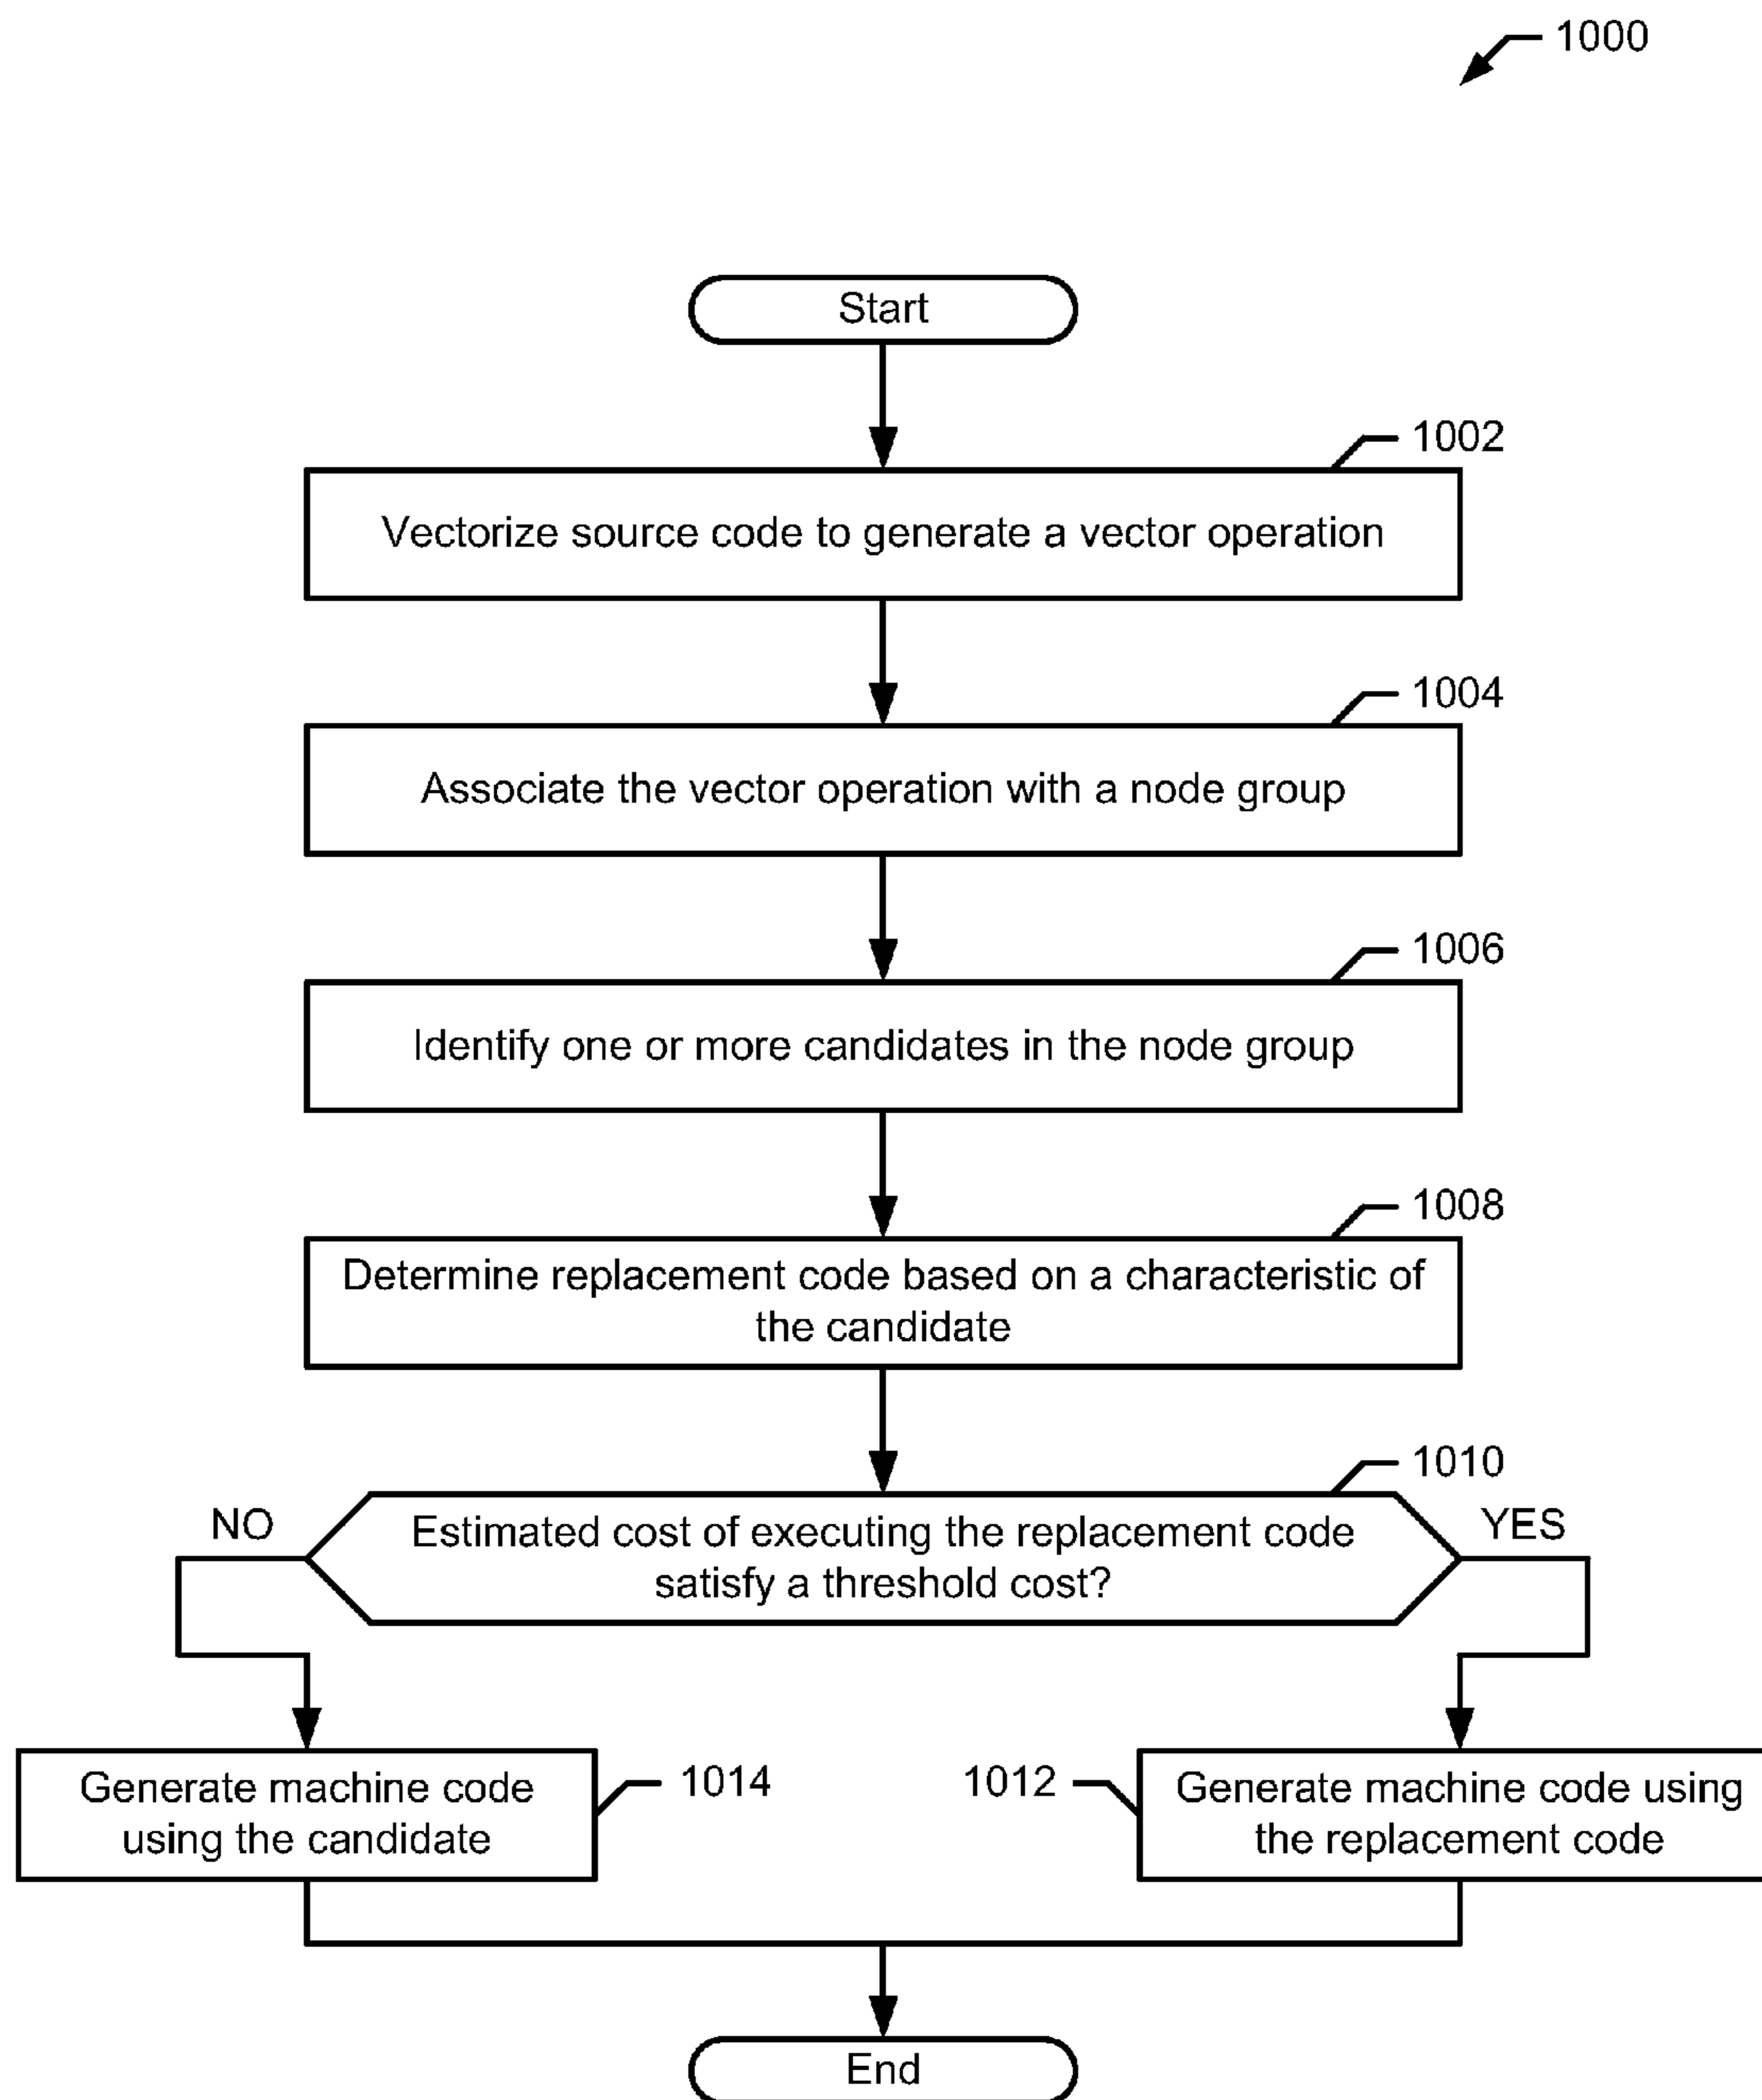 1000
Start
1002
Vectorize source code to generate a vector operation
1004
Associate the vector operation with a node group
1006
Identify one or more candidates in the node group
1008
Determine replacement code based on a characteristic of
the candidate
1010
NO
Estimated cost of executing the replacement code
satisfy a threshold cost?
YES
Generate machine code
using the candidate
1014
1012
Generate machine code using
the replacement code
End